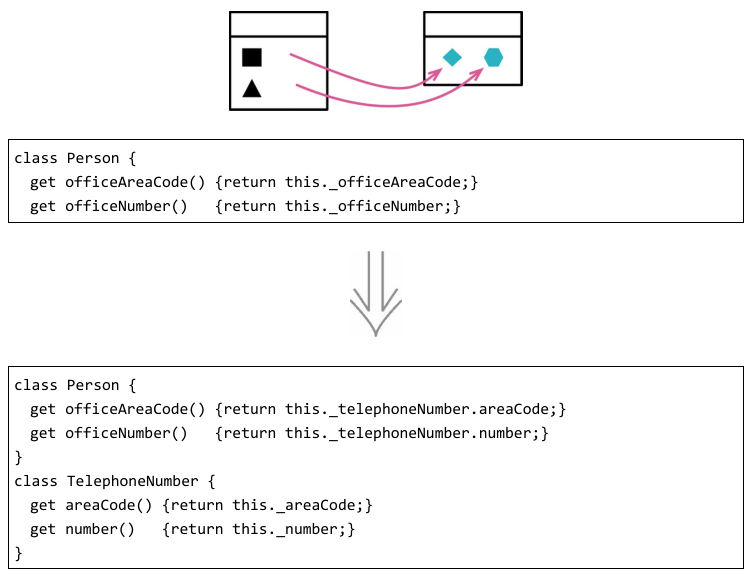 class Person {
  get officeAreaCode() {return this._officeAreaCode;}
  get officeNumber()   {return this._officeNumber;}
class Person {
  get officeAreaCode() {return this._telephoneNumber.areaCode;}
  get officeNumber()   {return this._telephoneNumber.number;}
}
class TelephoneNumber {
  get areaCode() {return this._areaCode;}
  get number()   {return this._number;}
}